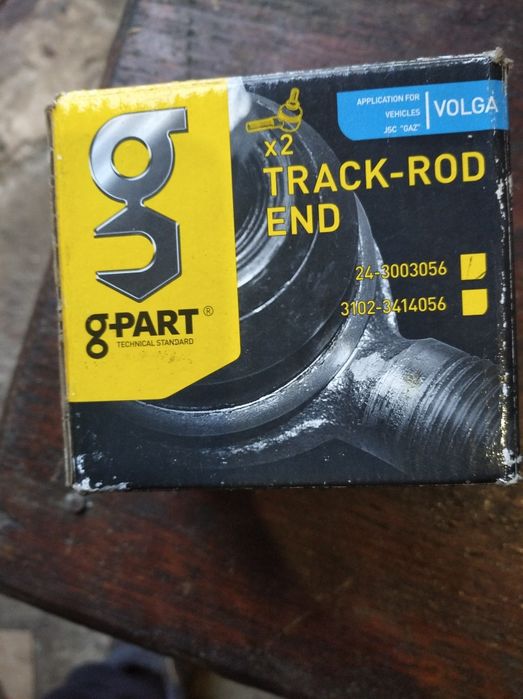 APPLICATION FOR
VEHICLES
JSC "GAZ"
VOLGA
x2
TRACK-ROD
END
24-3003056
3102-3414056
g-PART®
TECHNICAL STANDARD